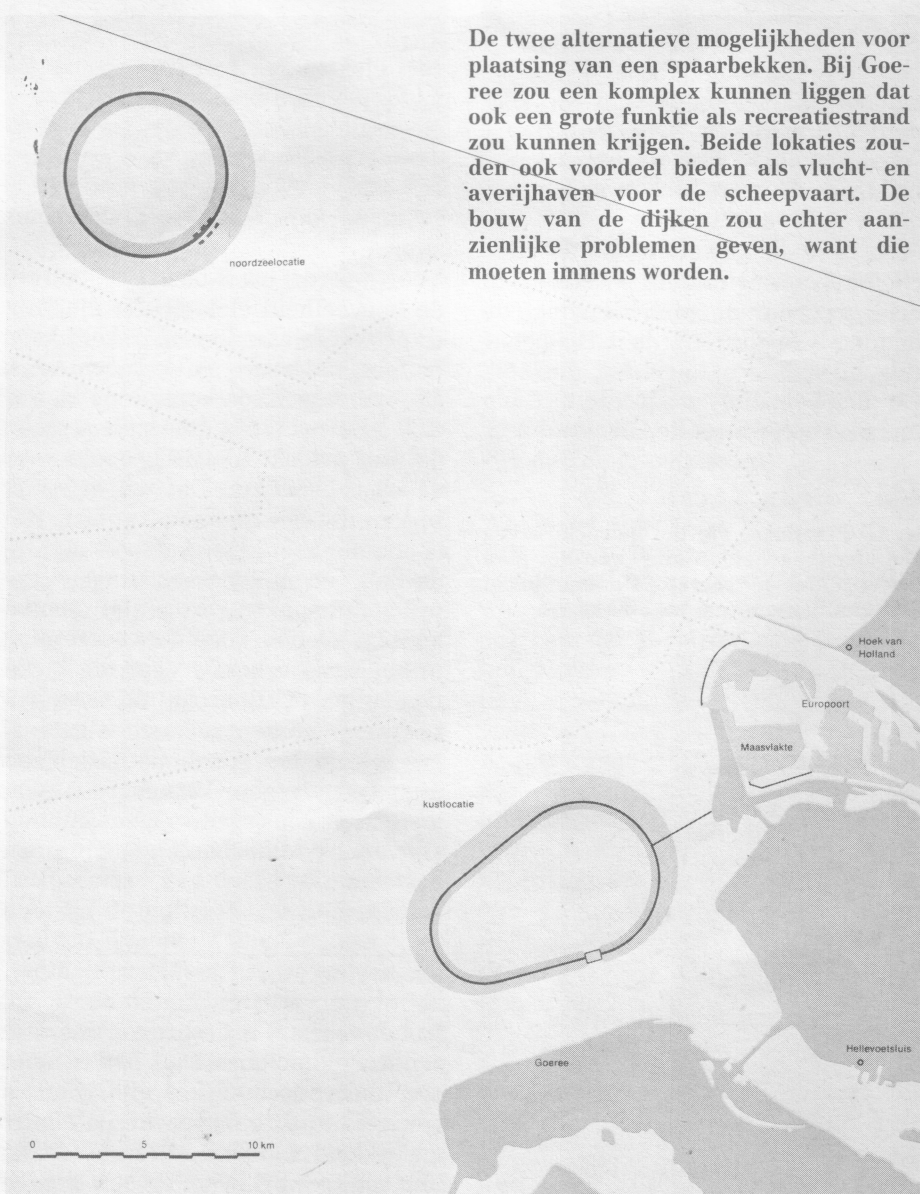 De twee alternatieve mogelijkheden voor
plaatsing van een spaarbekken. Bij Goe-
ree zou een komplex kunnen liggen dat
ook een grote funktie als recreatiestrand
zou kunnen krijgen. Beide lokaties zou-
den ook voordeel bieden als vlucht- en
averijhaven voor de scheepvaart. De
bouw van de dijken zou echter aan-
zienlijke problemen geven, want die
moeten immens worden.
noordzeelocatie
Hoek van
Holland
Europoort
Maasvlakte
kustlocatie
Hellevoetsluis
Goeree
0 5 10 km